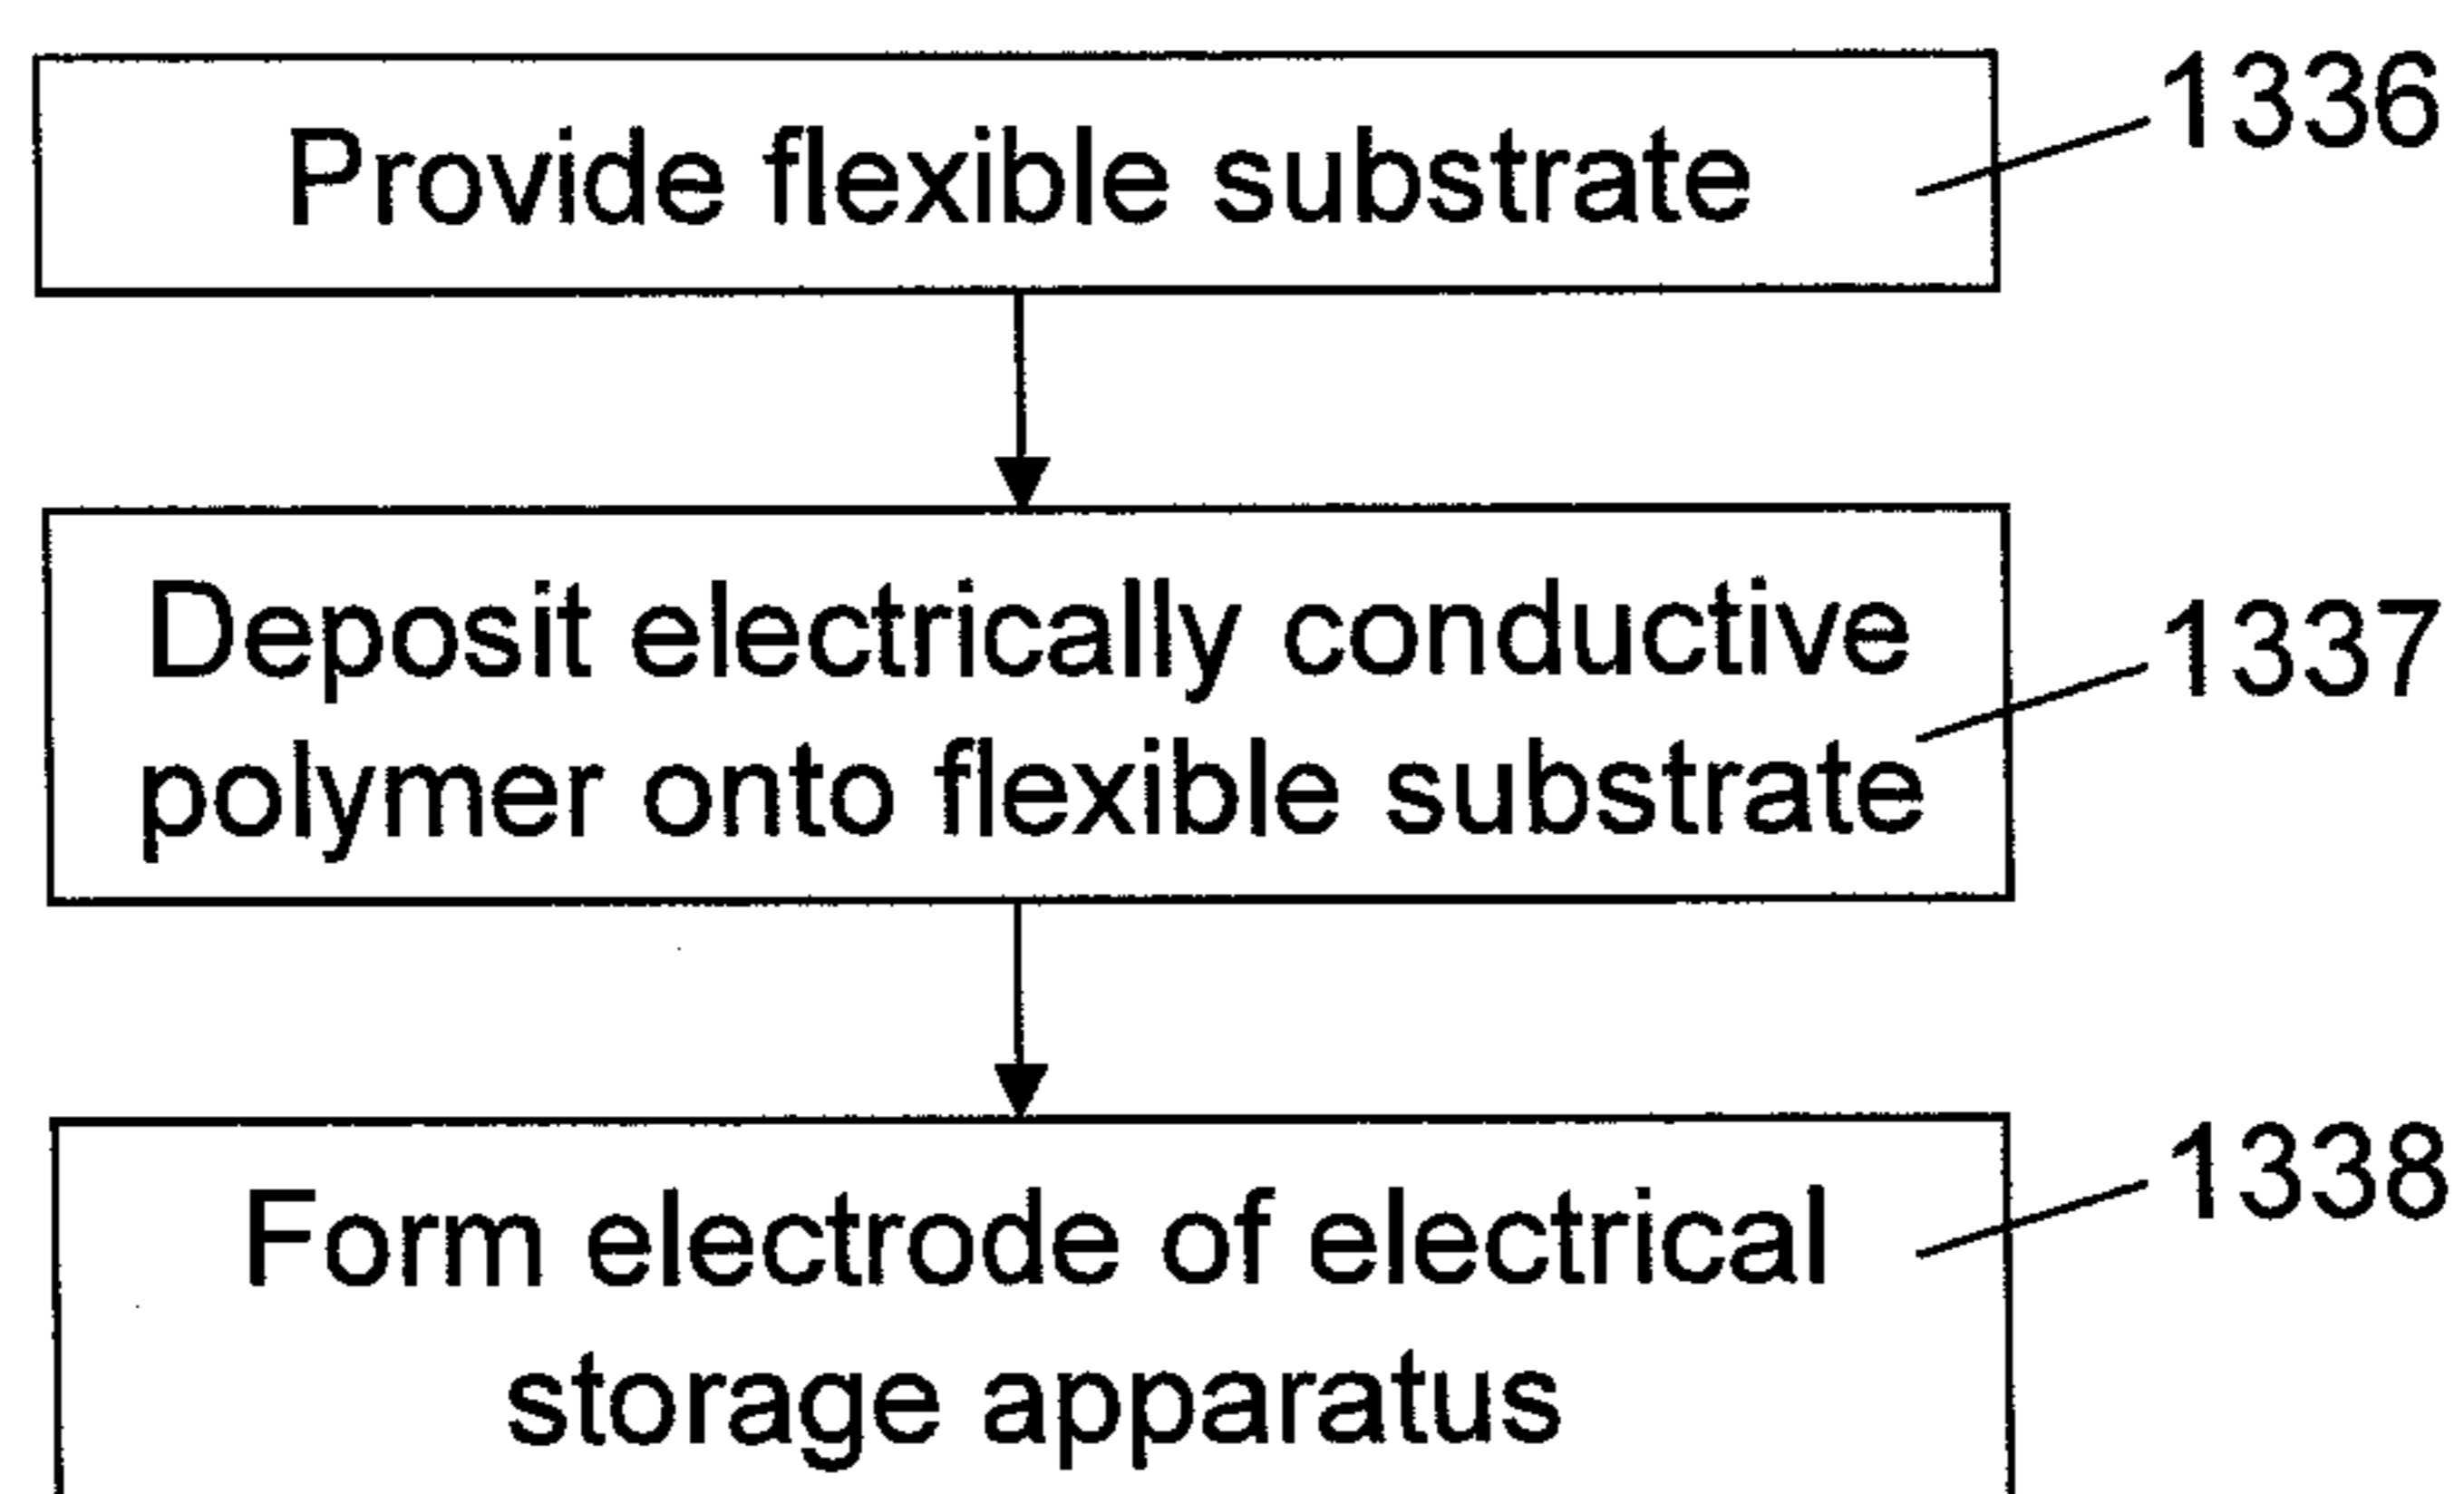 Provide flexible substrate
1336
Deposit electrically conductive
polymer onto flexible substrate
1337
Form electrode of electrical
storage apparatus
1338